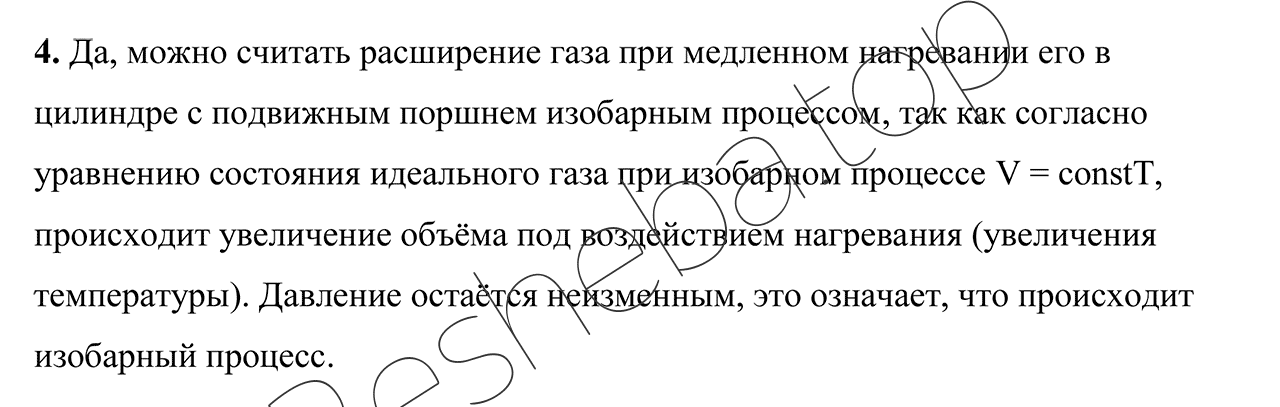 4. Да, можно считать расширение газа при медленном нагревании его в
цилиндре с подвижным поршнем изобарным процессом, так как согласно
уравнению состояния идеального газа при изобарном процессе V = constT,
происходит увеличение объёма под воздействием нагревания (увеличения
температуры). Давление остаётся неизменным, это означает, что происходит
изобарный процесс.
Resheba top